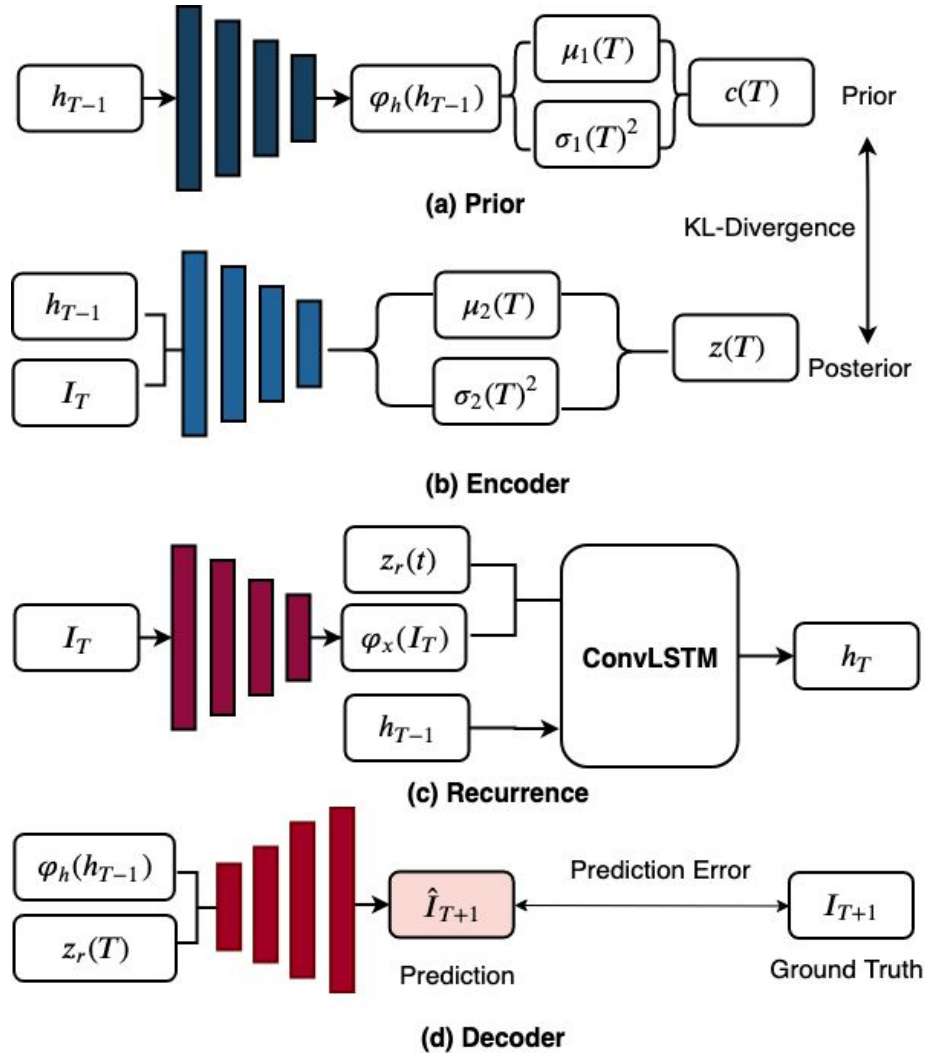 h_{T−1}
φ_h(h_{T−1})
μ_1(T)
σ_1(T)^2
c(T)
Prior
(a) Prior
KL-Divergence
h_{T−1}
I_T
μ_2(T)
σ_2(T)^2
z(T)
Posterior
(b) Encoder
I_T
z_r(t)
φ_x(I_T)
h_{T−1}
ConvLSTM
h_T
(c) Recurrence
φ_h(h_{T−1})
z_r(T)
Î_{T+1}
Prediction Error
I_{T+1}
Prediction
Ground Truth
(d) Decoder